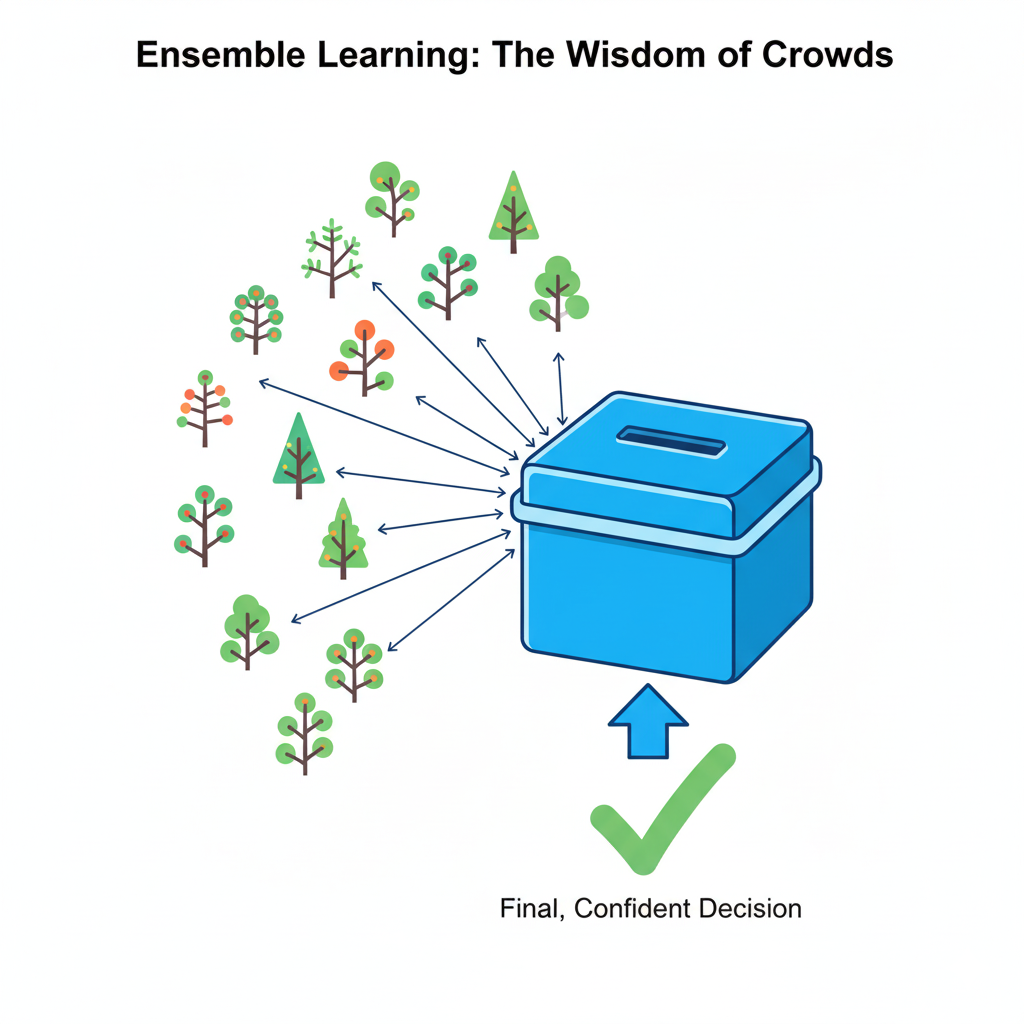 Ensemble Learning: The Wisdom of Crowds
Final, Confident Decision